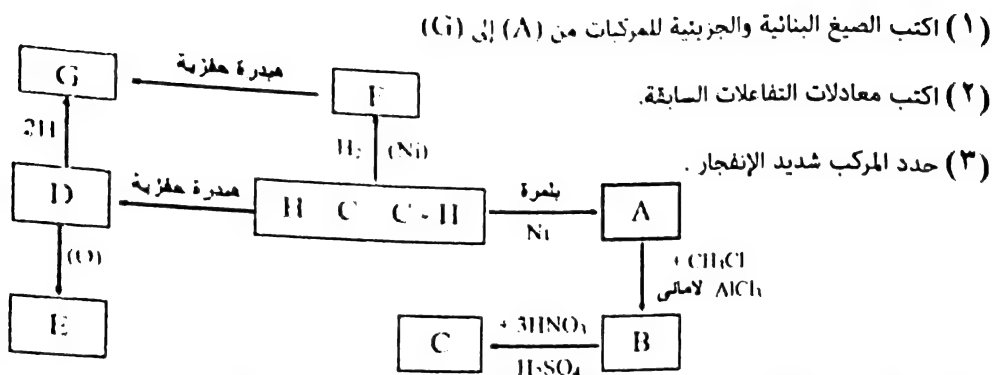 (١) اكتب الصيغ البنائية والجزيئية للمركبات من (A) إلى (G)
(٢) اكتب معادلات التفاعلات السابقة.
(٣) حدد المركب شديد الإنفجار .
G
هيدرة حفزية
F
2H
H₂ (Ni)
D
هيدرة حفزية
H C C - H
بلمرة
Ni
A
(O)
+ CH₃Cl
AlCl₃ لامائى
E
C
+ 3HNO₃
H₂SO₄
B